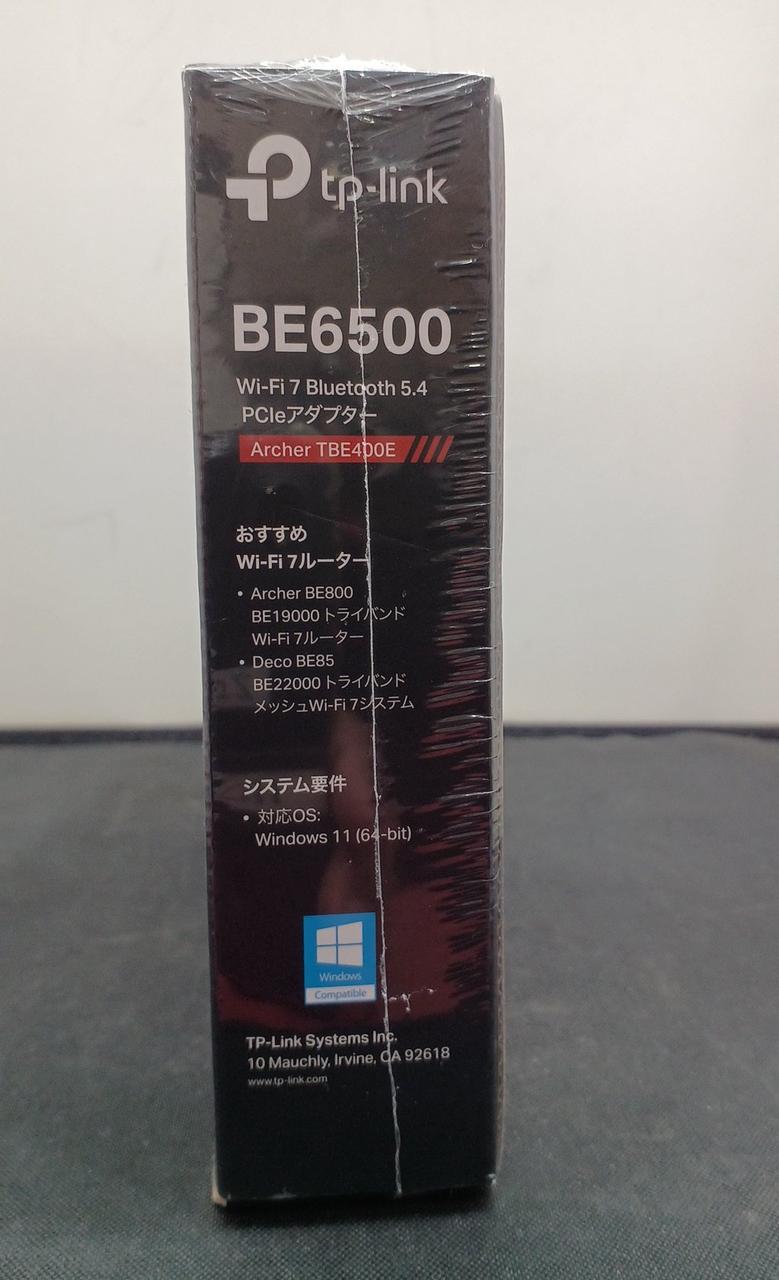 tp-link
BE6500
Wi-Fi 7 Bluetooth 5.4
PCIeアダプター
Archer TBE400E
おすすめ
Wi-Fi 7ルーター
• Archer BE800
BE19000 トライバンド
Wi-Fi 7ルーター
• Deco BE85
BE22000 トライバンド
メッシュWi-Fi 7システム
システム要件
• 対応OS:
Windows 11 (64-bit)
Windows
Compatible
TP-Link Systems Inc.
10 Mauchly, Irvine, CA 92618
www.tp-link.com